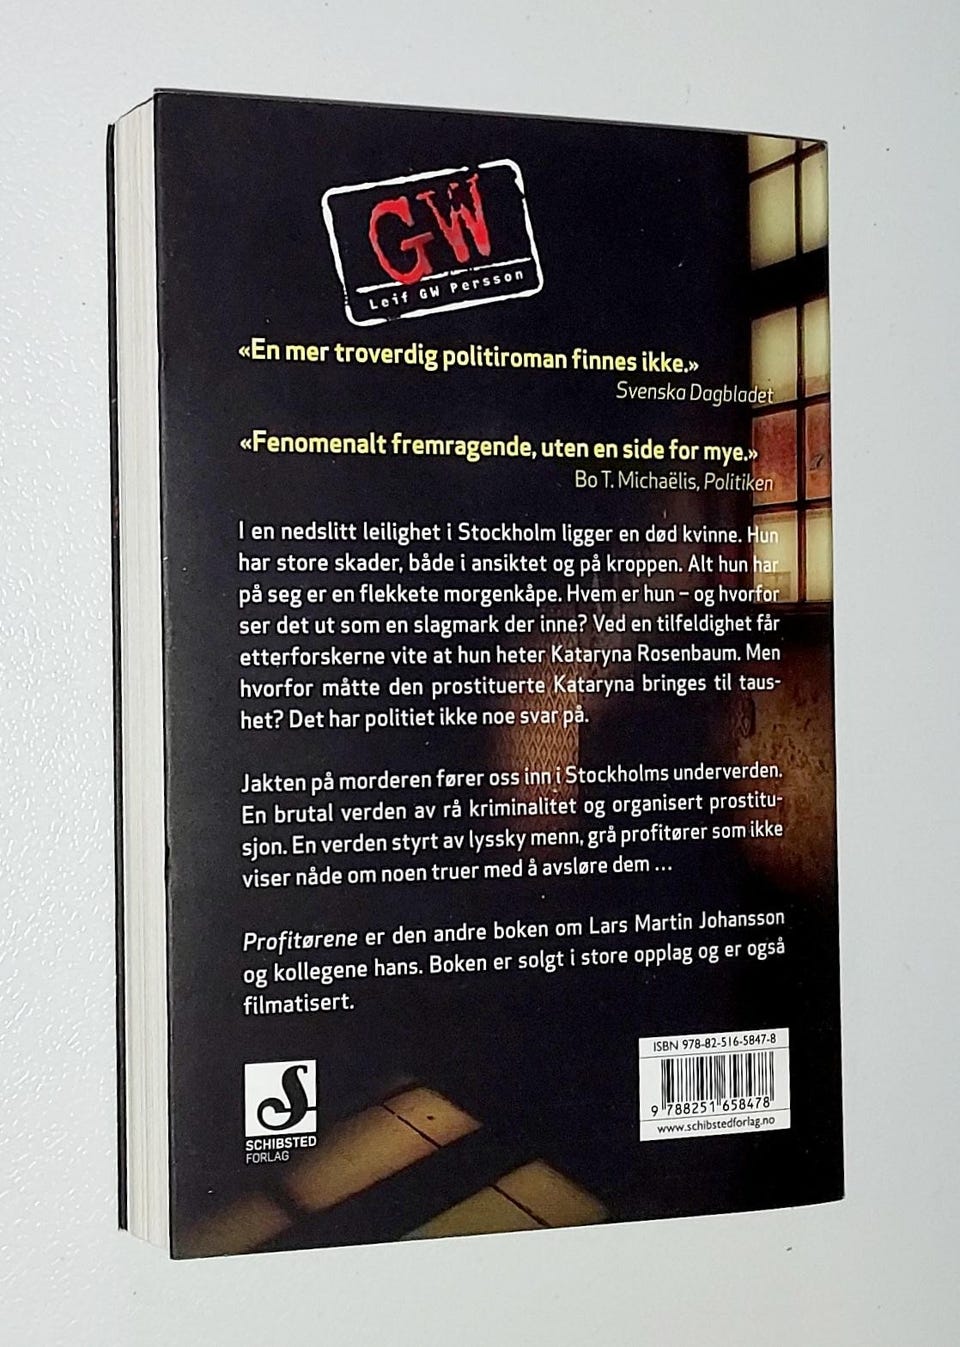 GW
Leif GW Persson
«En mer troverdig politiroman finnes ikke.»
Svenska Dagbladet
«Fenomenalt fremragende, uten en side for mye.»
Bo T. Michaëlis, Politiken
I en nedslitt leilighet i Stockholm ligger en død kvinne. Hun
har store skader, både i ansiktet og på kroppen. Alt hun har
på seg er en flekkete morgenkåpe. Hvem er hun – og hvorfor
ser det ut som en slagmark der inne? Ved en tilfeldighet får
etterforskerne vite at hun heter Kataryna Rosenbaum. Men
hvorfor måtte den prostituerte Kataryna bringes til taus-
het? Det har politiet ikke noe svar på.
Jakten på morderen fører oss inn i Stockholms underverden.
En brutal verden av rå kriminalitet og organisert prostitu-
sjon. En verden styrt av lyssky menn, grå profitører som ikke
viser nåde om noen truer med å avsløre dem ...
Profitørene er den andre boken om Lars Martin Johansson
og kollegene hans. Boken er solgt i store opplag og er også
filmatisert.
ISBN 978-82-516-5847-8
9 788251 658478
www.schibstedforlag.no
S
SCHIBSTED
FORLAG